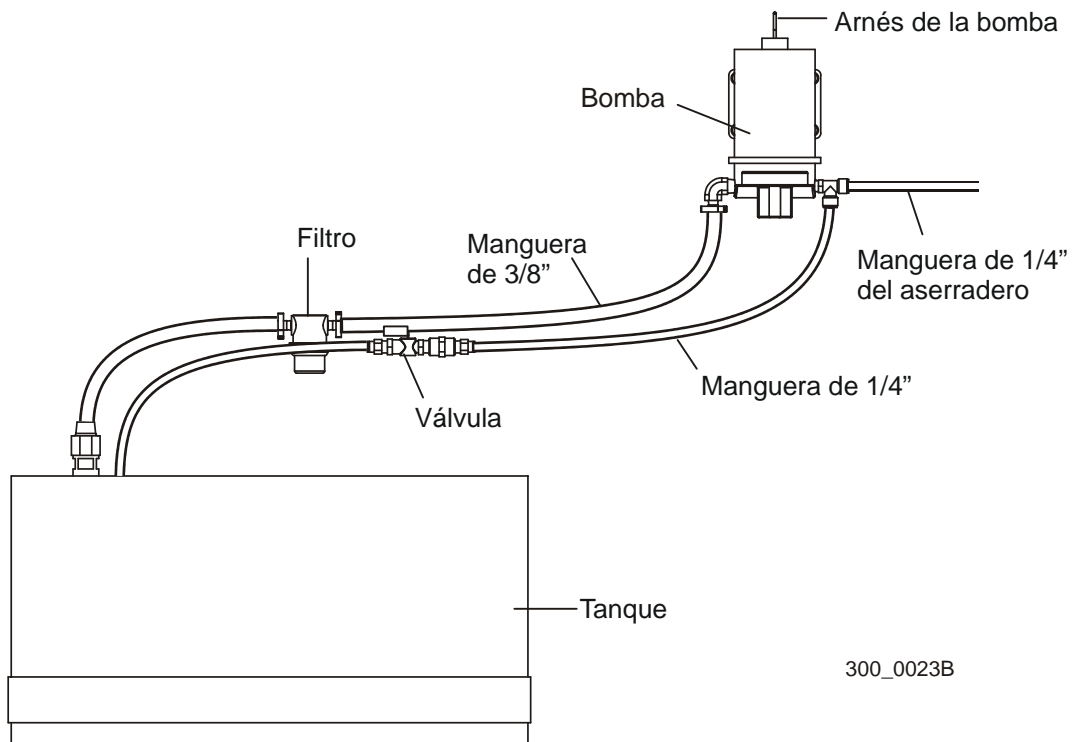 Arnés de la bomba
Bomba
Filtro
Manguera
de 3/8”
Manguera de 1/4”
del aserradero
Manguera de 1/4”
Válvula
Tanque
300_0023B